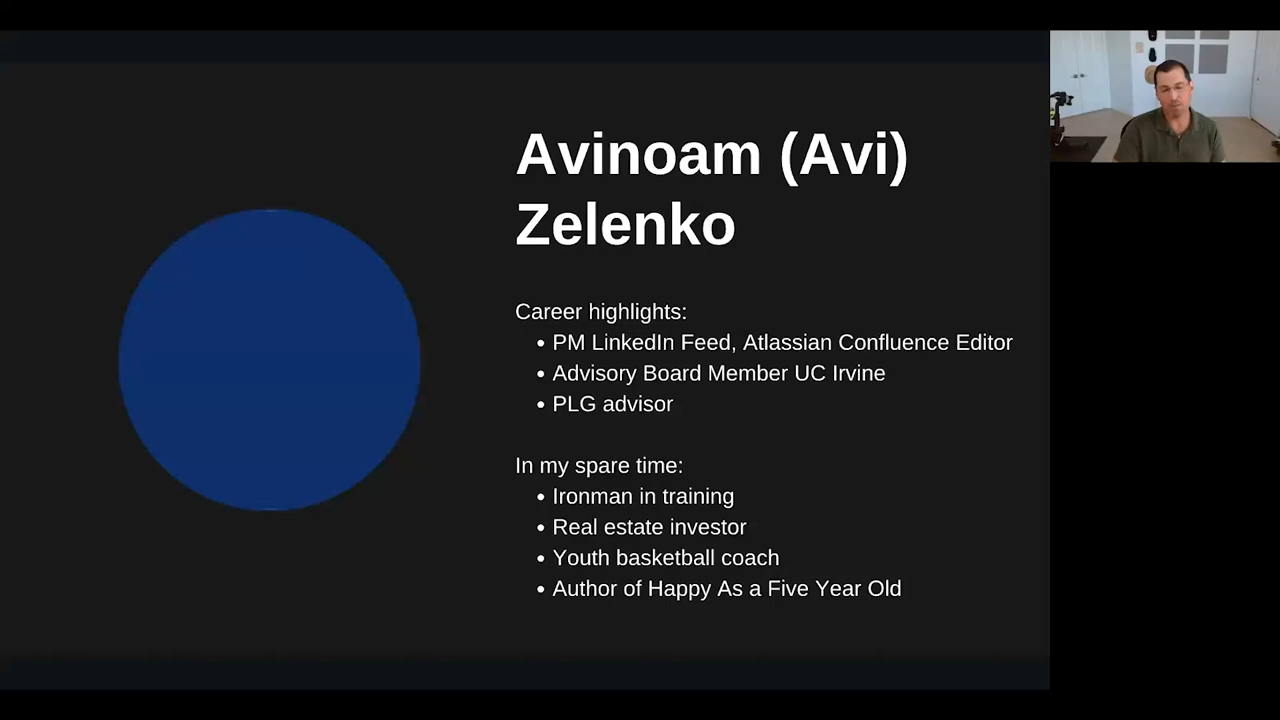 Avinoam (Avi)
Zelenko
Career highlights:
• PM LinkedIn Feed, Atlassian Confluence Editor
• Advisory Board Member UC Irvine
• PLG advisor
In my spare time:
• Ironman in training
• Real estate investor
• Youth basketball coach
• Author of Happy As a Five Year Old